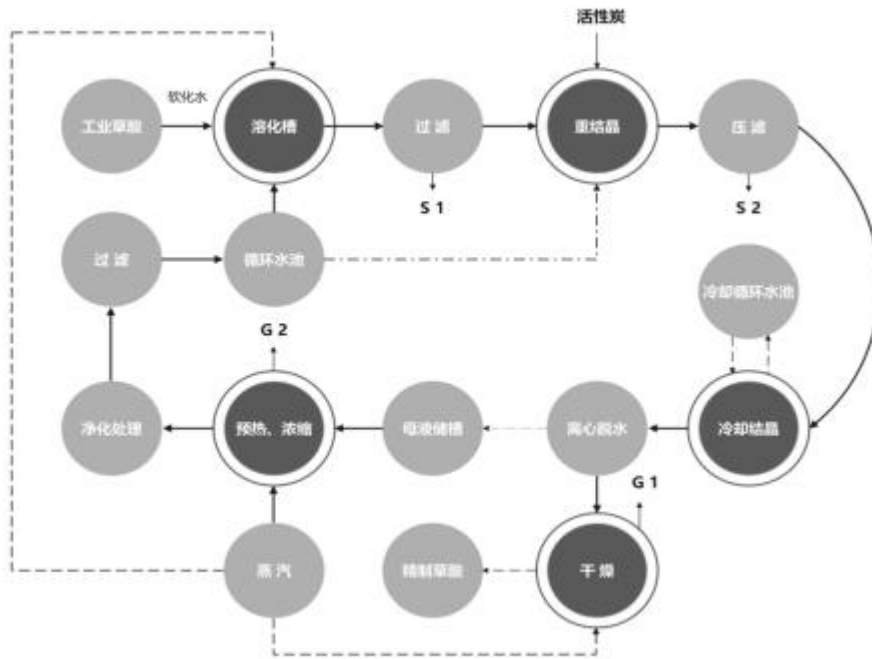 活性炭
工业草酸
软化水
溶化槽
过 滤
重结晶
压 滤
S 1
S 2
过 滤
循环水池
冷却循环水池
G 2
净化处理
预热、浓缩
母液储槽
离心脱水
冷却结晶
G 1
蒸 汽
精制草酸
干 燥